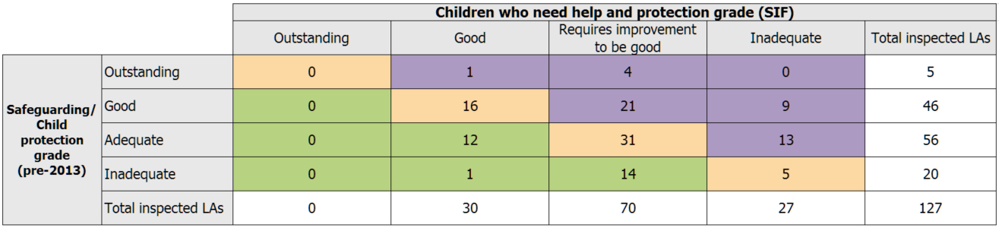 Children who need help and protection grade (SIF)
Outstanding Good Requires improvement to be good Inadequate Total inspected LAs
Safeguarding/
Child
protection
grade
(pre-2013)
Outstanding 0 1 4 0 5
Good 0 16 21 9 46
Adequate 0 12 31 13 56
Inadequate 0 1 14 5 20
Total inspected LAs 0 30 70 27 127